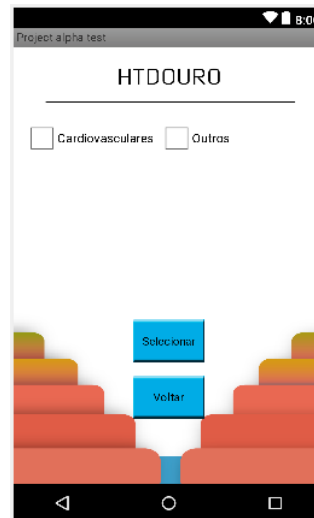 8:00
Project alpha test
HTDOURO
Cardiovasculares Outros
Selecionar
Voltar